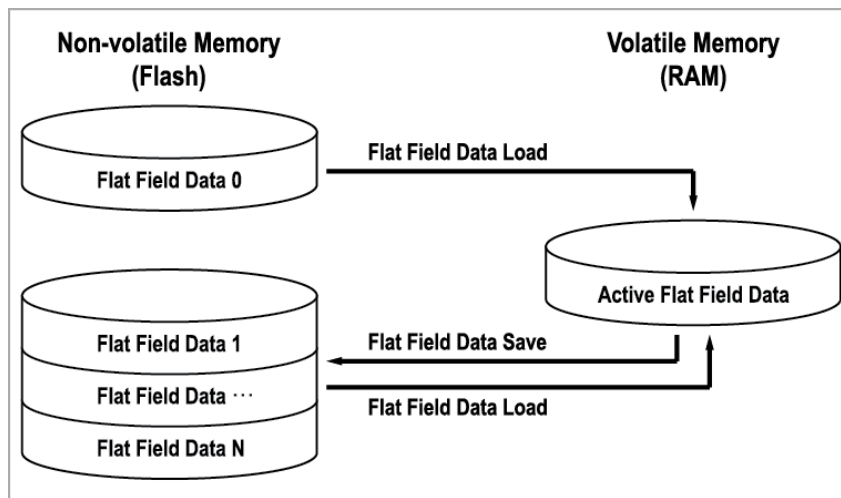 Non-volatile Memory
(Flash)
Volatile Memory
(RAM)
Flat Field Data 0
Flat Field Data Load
Active Flat Field Data
Flat Field Data 1
Flat Field Data Save
Flat Field Data ⋯
Flat Field Data Load
Flat Field Data N